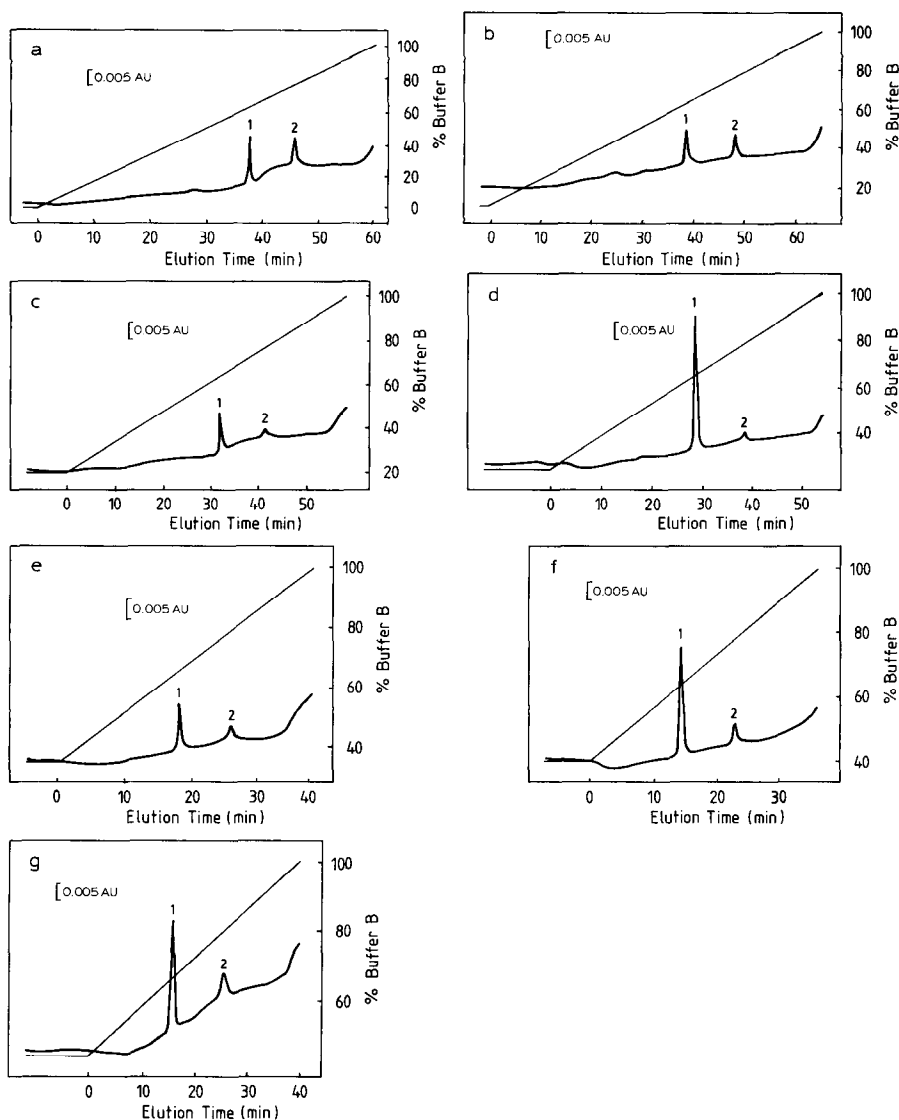 a
[0.005 AU
1
2
100
80
60
40
20
0
% Buffer B
0 10 20 30 40 50 60
Elution Time (min)
b
[0.005 AU
1
2
100
80
60
40
20
% Buffer B
0 10 20 30 40 50 60
Elution Time (min)
c
[0.005 AU
1
2
100
80
60
40
20
% Buffer B
0 10 20 30 40 50
Elution Time (min)
d
[0.005 AU
1
2
100
80
60
40
% Buffer B
0 10 20 30 40 50
Elution Time (min)
e
[0.005 AU
1
2
100
80
60
40
% Buffer B
0 10 20 30 40
Elution Time (min)
f
[0.005 AU
1
2
100
80
60
40
% Buffer B
0 10 20 30
Elution Time (min)
g
[0.005 AU
1
2
100
80
60
% Buffer B
0 10 20 30 40
Elution Time (min)